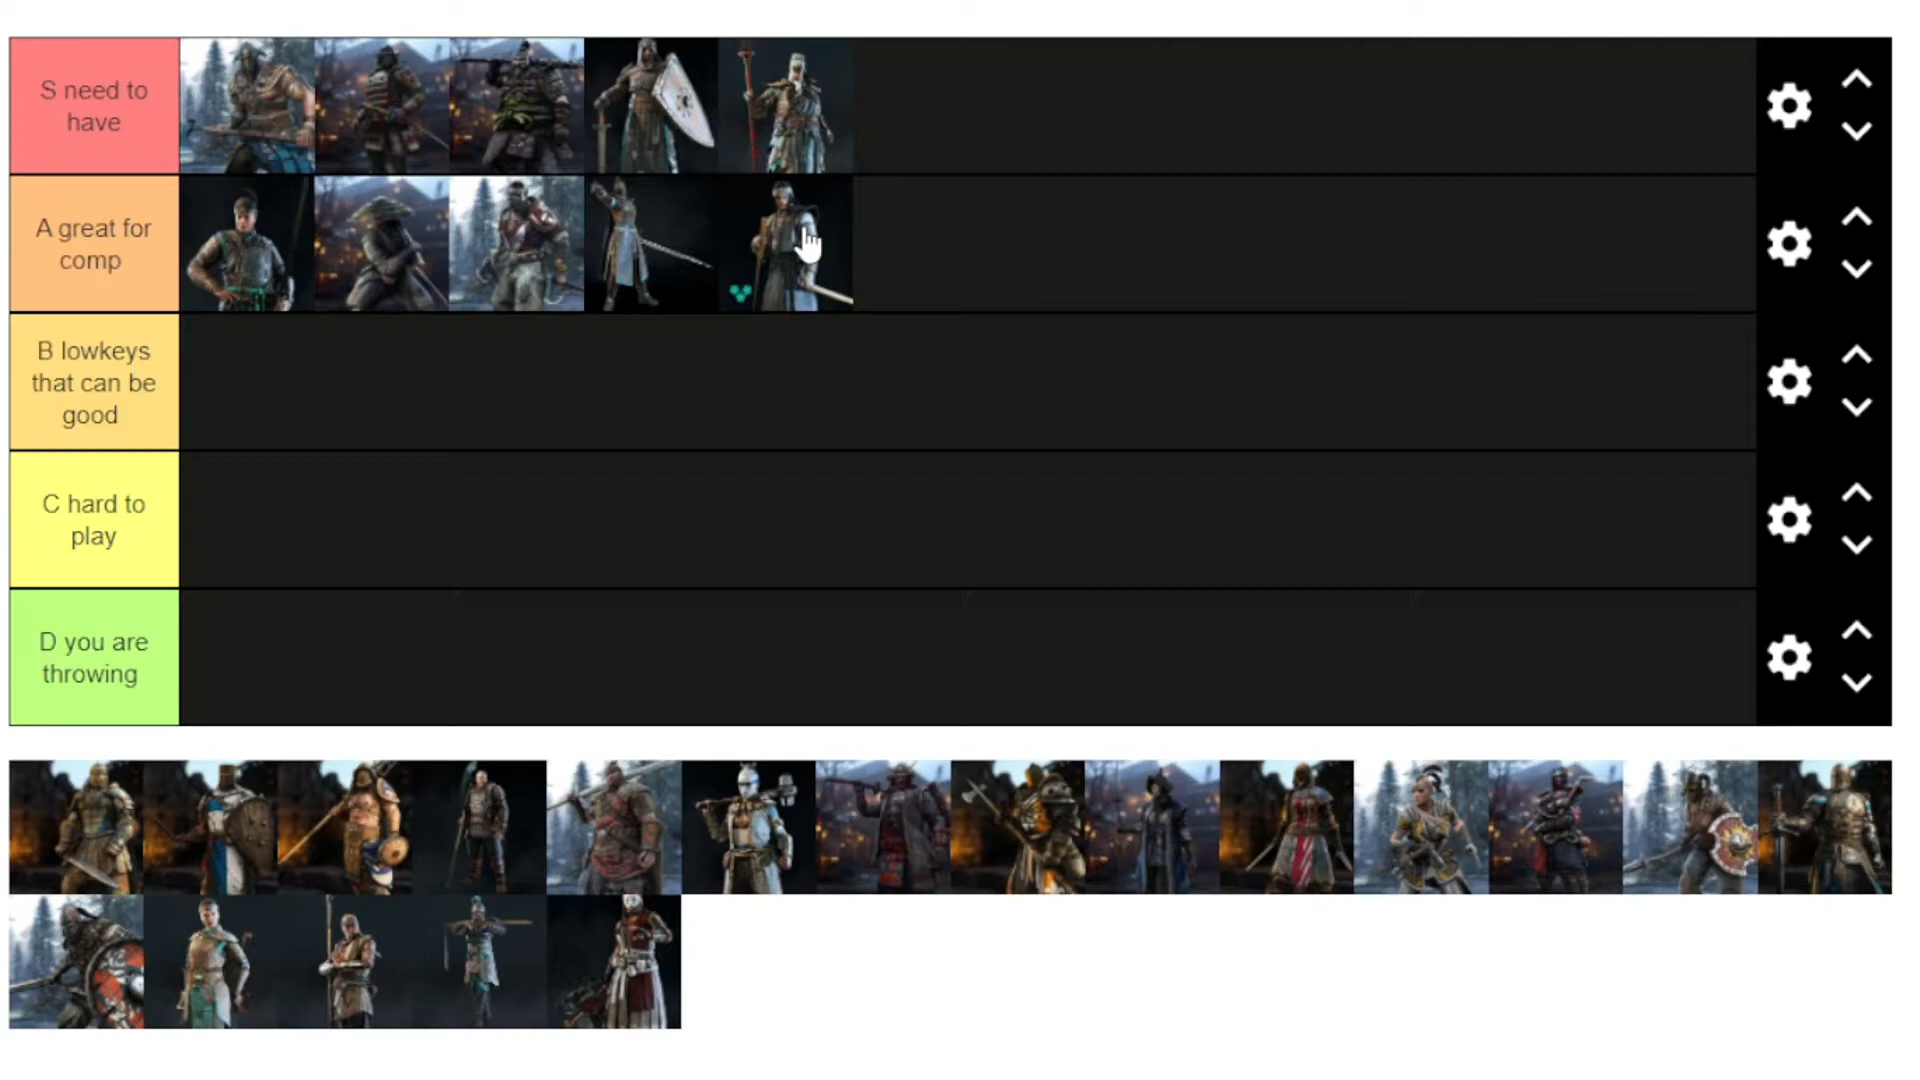 S need to
have
A great for
comp
B lowkeys
that can be
good
C hard to
play
D you are
throwing